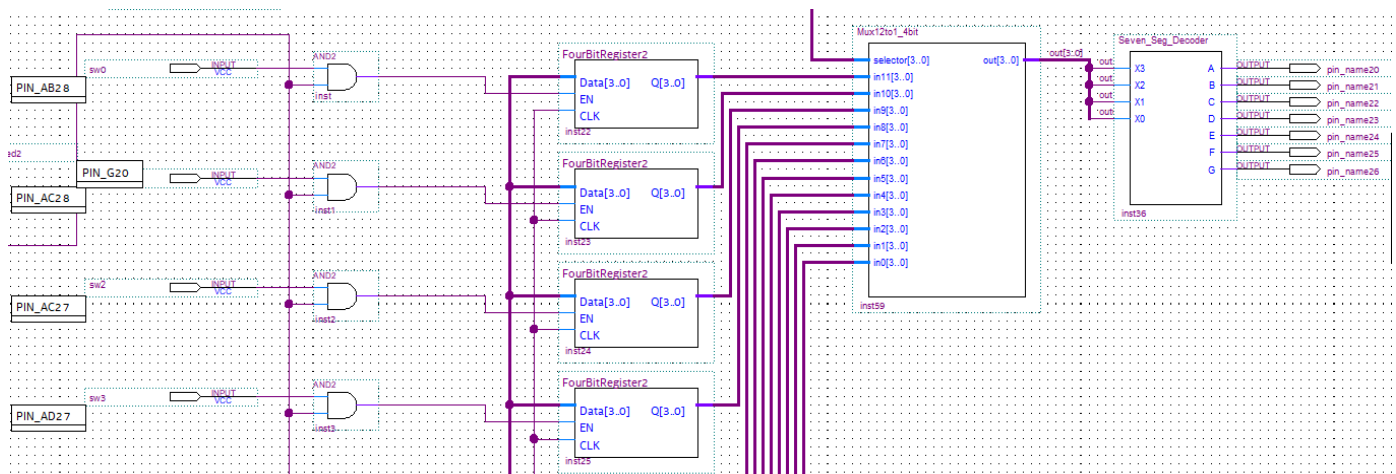 sw0
INPUT
VCC
PIN_AB28
AND2
inst
FourBitRegister2
Data[3..0] Q[3..0]
EN
CLK
inst22
ed2
PIN_G20
PIN_AC28
INPUT
VCC
AND2
inst1
FourBitRegister2
Data[3..0] Q[3..0]
EN
CLK
inst23
sw2
INPUT
VCC
PIN_AC27
AND2
inst2
FourBitRegister2
Data[3..0] Q[3..0]
EN
CLK
inst24
sw3
INPUT
VCC
PIN_AD27
AND2
inst3
FourBitRegister2
Data[3..0] Q[3..0]
EN
CLK
inst25
Mux12to1_4bit
selector[3..0] out[3..0]
in11[3..0]
in10[3..0]
in9[3..0]
in8[3..0]
in7[3..0]
in6[3..0]
in5[3..0]
in4[3..0]
in3[3..0]
in2[3..0]
in1[3..0]
in0[3..0]
inst59
out[3..0]
Seven_Seg_Decoder
out X3 A OUTPUT pin_name20
out X2 B OUTPUT pin_name21
out X1 C OUTPUT pin_name22
out X0 D OUTPUT pin_name23
E OUTPUT pin_name24
F OUTPUT pin_name25
G OUTPUT pin_name26
inst36